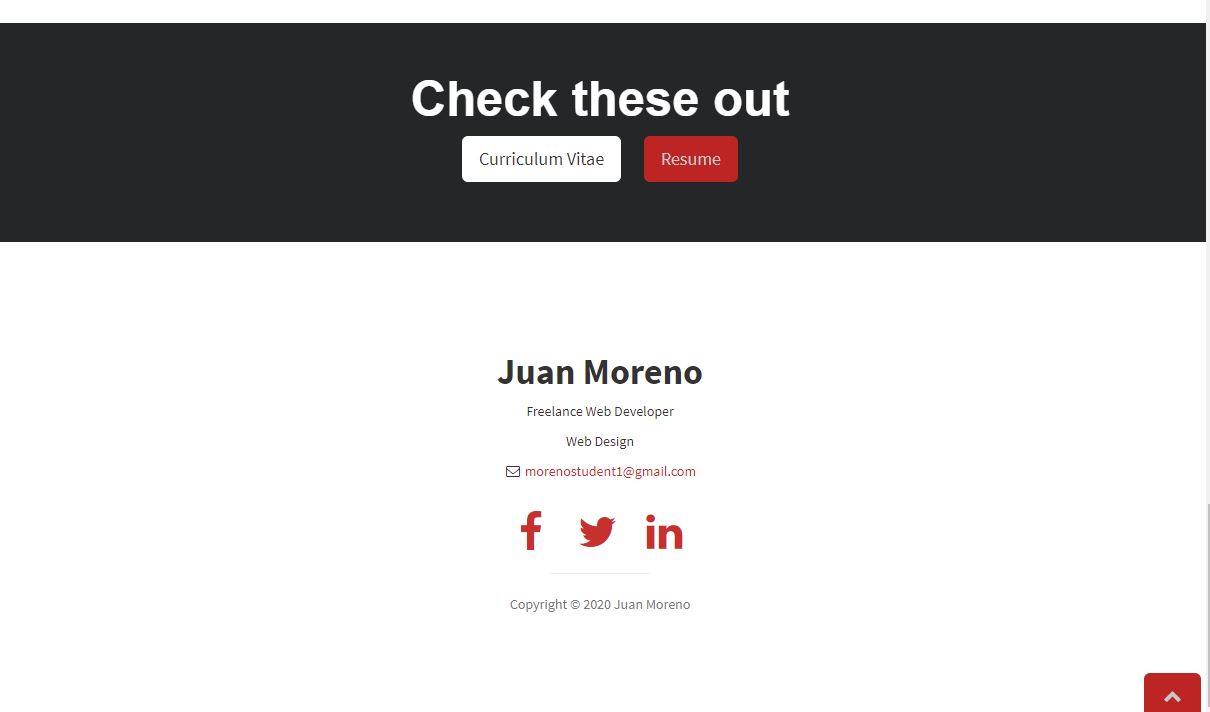 Check these out
Curriculum Vitae Resume
Juan Moreno
Freelance Web Developer
Web Design
morenostudent1@gmail.com
Copyright © 2020 Juan Moreno